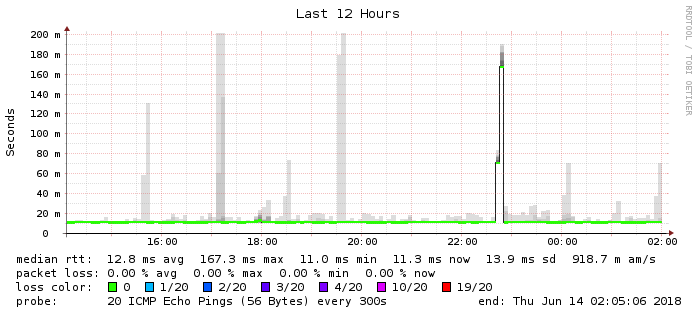 Last 12 Hours
RRDTOOL / TOBI OETIKER
Seconds
200 m
180 m
160 m
140 m
120 m
100 m
80 m
60 m
40 m
20 m
0
16:00 18:00 20:00 22:00 00:00 02:00
median rtt: 12.8 ms avg 167.3 ms max 11.0 ms min 11.3 ms now 13.9 ms sd 918.7 m am/s
packet loss: 0.00 % avg 0.00 % max 0.00 % min 0.00 % now
loss color: 0 1/20 2/20 3/20 4/20 10/20 19/20
probe: 20 ICMP Echo Pings (56 Bytes) every 300s end: Thu Jun 14 02:05:06 2018